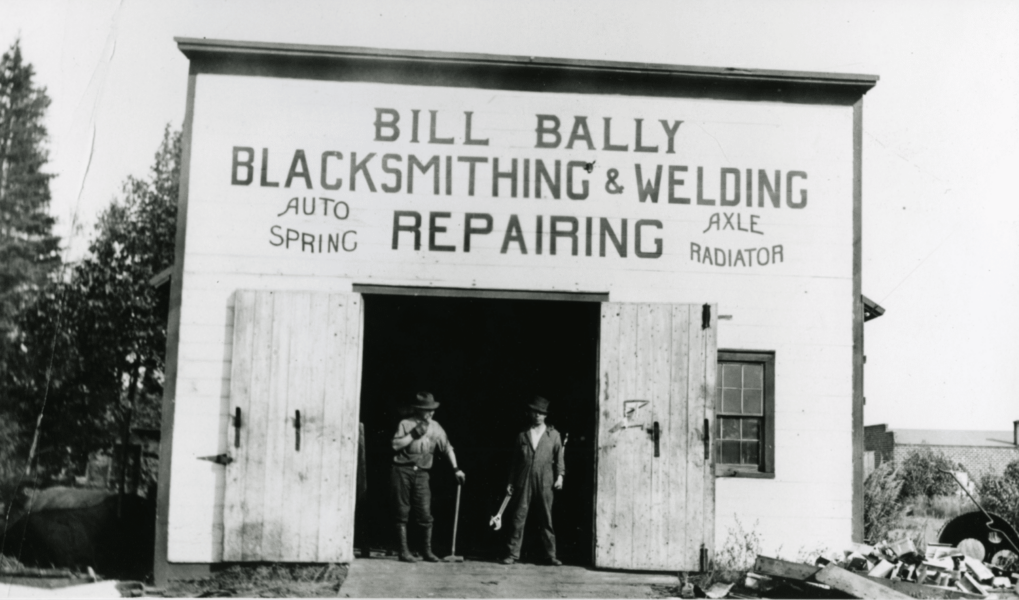 BILL BALLY
BLACKSMITHING & WELDING
AUTO SPRING
REPAIRING
AXLE RADIATOR